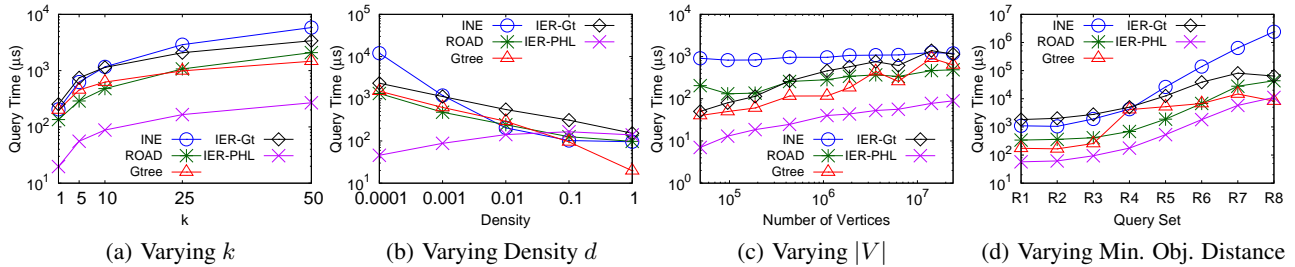 Query Time (μs)
10^4
10^3
10^2
10^1
INE
ROAD
Gtree
IER-Gt
IER-PHL
1 5 10 25 50
k
(a) Varying k
Query Time (μs)
10^6
10^4
10^2
INE
ROAD
Gtree
IER-Gt
IER-PHL
0.0001 0.001 0.01 0.1 1
Density
(b) Varying Density d
Query Time (μs)
10^5
10^4
10^3
10^2
10^1
10^0
INE
ROAD
Gtree
IER-Gt
IER-PHL
10^5 10^6 10^7
Number of Vertices
(c) Varying |V|
Query Time (μs)
10^7
10^6
10^5
10^4
10^3
10^2
10^1
INE
ROAD
Gtree
IER-Gt
IER-PHL
R1 R2 R3 R4 R5 R6 R7 R8
Query Set
(d) Varying Min. Obj. Distance